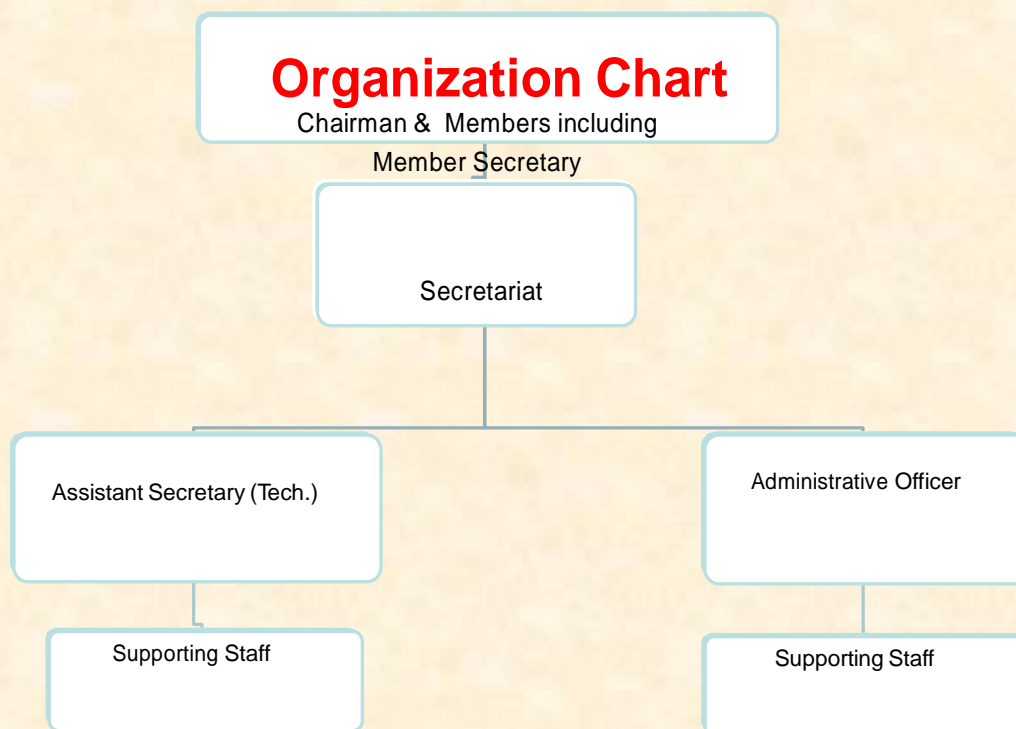 Organization Chart
Chairman & Members including
Member Secretary
Secretariat
Assistant Secretary (Tech.)
Administrative Officer
Supporting Staff
Supporting Staff